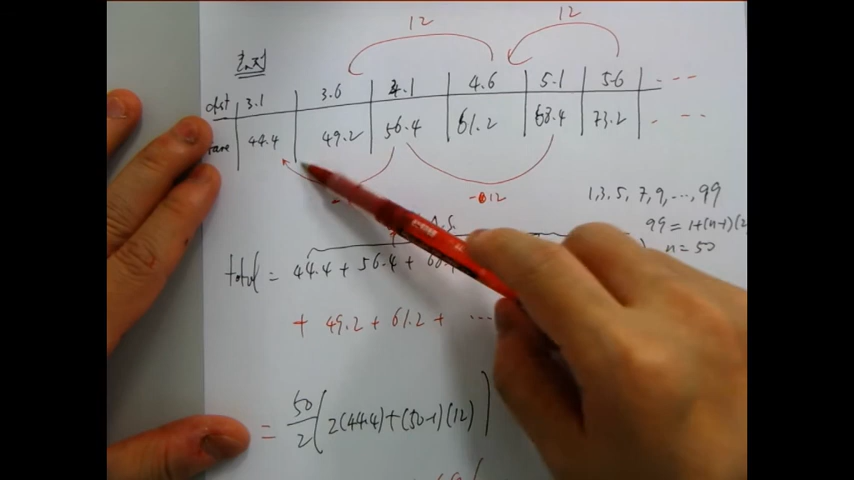 12 12
dist 3.1 3.6 4.1 4.6 5.1 5.6 ...
44.4 49.2 56.4 61.2 68.4 73.2 ...
-12
1, 3, 5, 7, 9, ..., 99
99 = 1+(n-1)(2
n = 50
A.S.
total = 44.4 + 56.4 + 68.4
+ 49.2 + 61.2 + ...
= 50/2 ( 2(44.4)+(50-1)(12) )